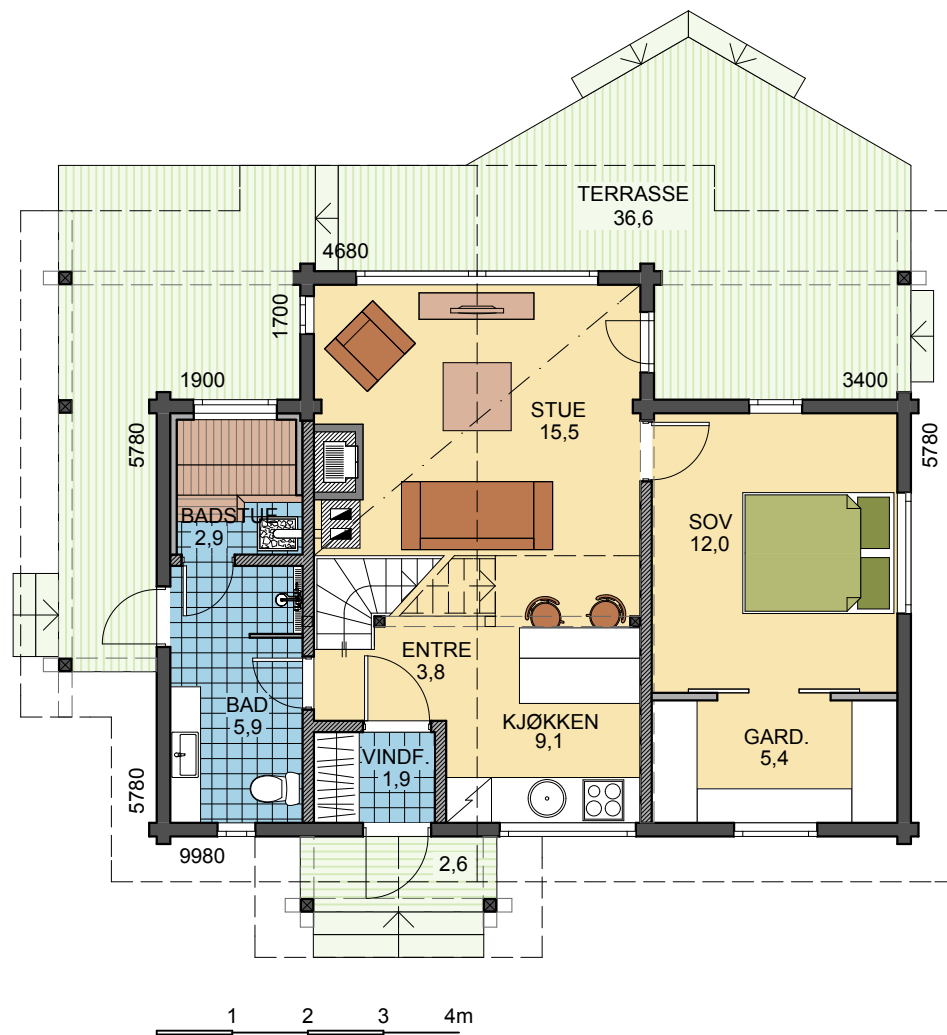 TERRASSE
36,6
4680
1700
1900
3400
5780
5780
STUE
15,5
BADSTUE
2,9
SOV
12,0
ENTRE
3,8
BAD
5,9
KJØKKEN
9,1
GARD.
5,4
VINDF.
1,9
5780
9980
2,6
1 2 3 4m